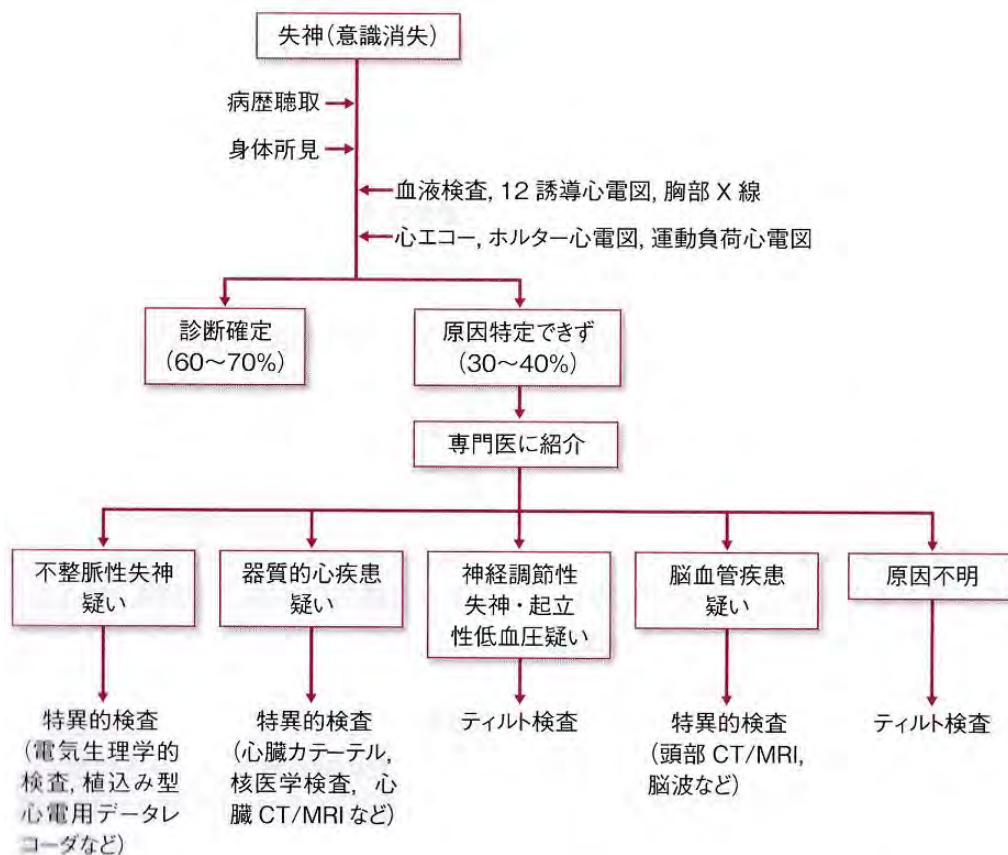 失神(意識消失)
病歴聴取
身体所見
血液検査, 12 誘導心電図, 胸部 X 線
心エコー, ホルター心電図, 運動負荷心電図
診断確定
(60〜70%)
原因特定できず
(30〜40%)
専門医に紹介
不整脈性失神
疑い
器質的心疾患
疑い
神経調節性
失神・起立
性低血圧疑い
脳血管疾患
疑い
原因不明
特異的検査
(電気生理学的
検査, 植込み型
心電用データレ
コーダなど)
特異的検査
(心臓カテーテル,
核医学検査, 心
臓 CT/MRI など)
ティルト検査
特異的検査
(頭部 CT/MRI,
脳波など)
ティルト検査